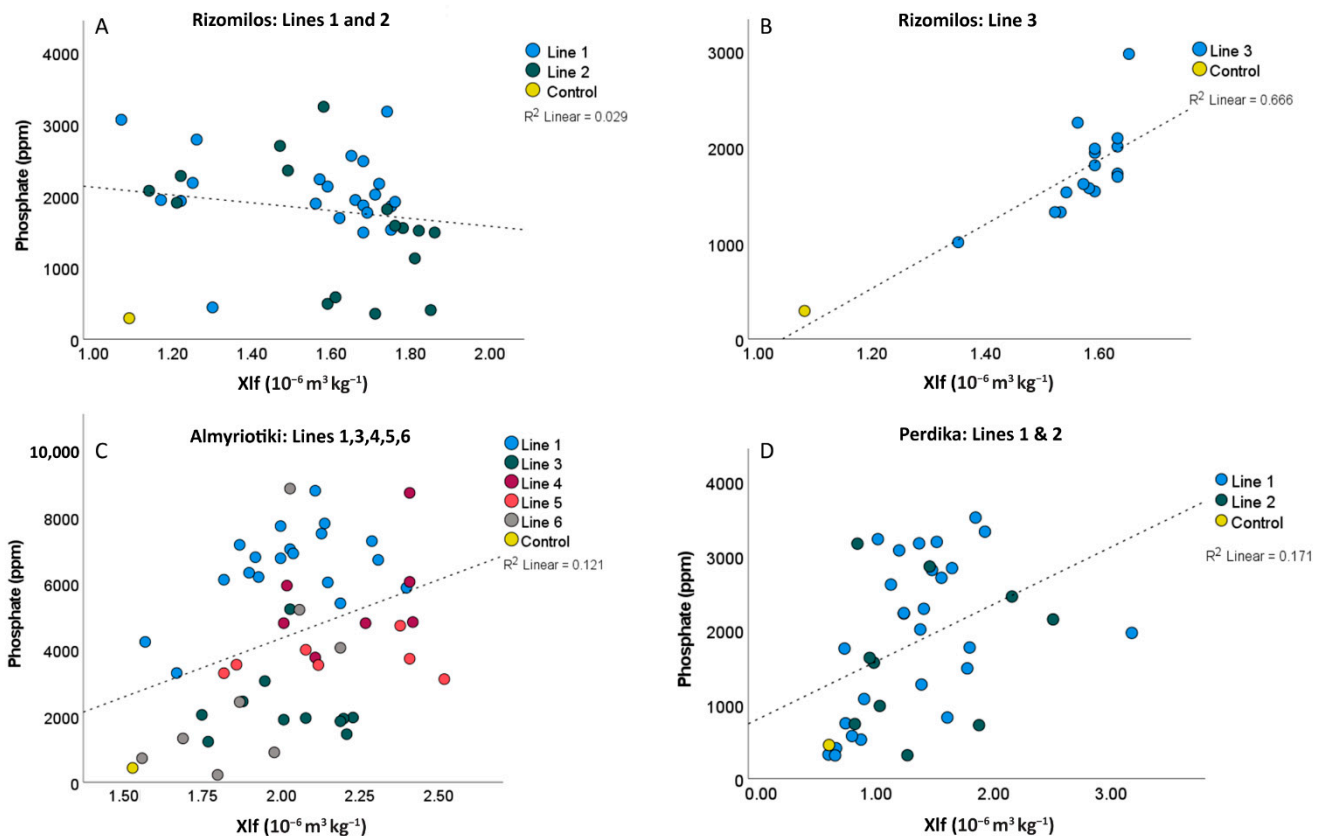 A
Rizomilos: Lines 1 and 2
4000
3000
2000
1000
0
Phosphate (ppm)
1.00 1.20 1.40 1.60 1.80 2.00
Xlf (10⁻⁶ m³ kg⁻¹)
Line 1
Line 2
Control
R² Linear = 0.029
B
Rizomilos: Line 3
3000
2000
1000
0
1.00 1.20 1.40 1.60
Xlf (10⁻⁶ m³ kg⁻¹)
Line 3
Control
R² Linear = 0.666
C
Almyriotiki: Lines 1,3,4,5,6
10,000
8000
6000
4000
2000
0
Phosphate (ppm)
1.50 1.75 2.00 2.25 2.50
Xlf (10⁻⁶ m³ kg⁻¹)
Line 1
Line 3
Line 4
Line 5
Line 6
Control
R² Linear = 0.121
D
Perdika: Lines 1 & 2
4000
3000
2000
1000
0
Phosphate (ppm)
0.00 1.00 2.00 3.00
Xlf (10⁻⁶ m³ kg⁻¹)
Line 1
Line 2
Control
R² Linear = 0.171